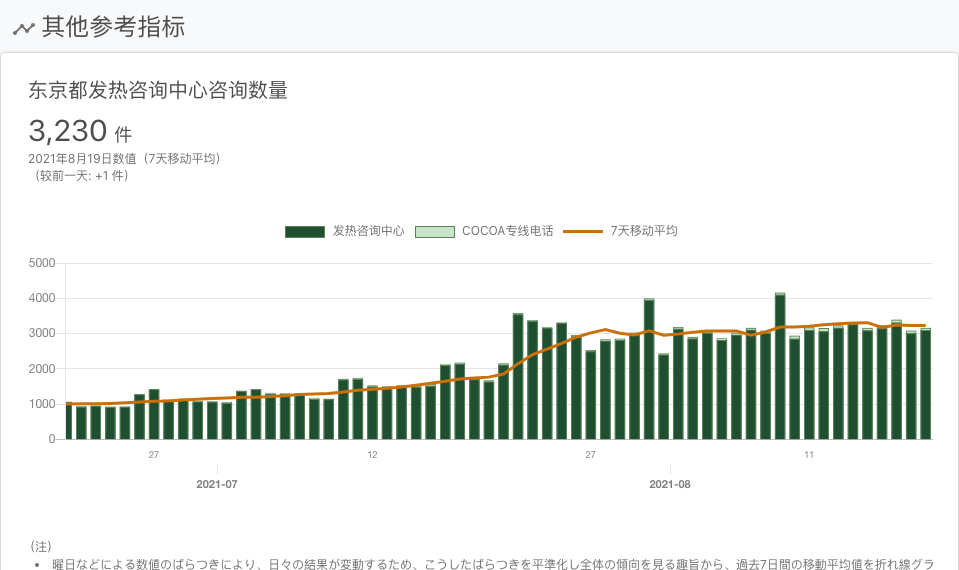 其他参考指标
东京都发热咨询中心咨询数量
3,230 件
2021年8月19日数值（7天移动平均）
（较前一天: +1 件）
发热咨询中心 COCOA专线电话 7天移动平均
5000
4000
3000
2000
1000
0
27 12 27 11
2021-07 2021-08
（注）
• 曜日などによる数値のばらつきにより、日々の結果が変動するため、こうしたばらつきを平準化し全体の傾向を見る趣旨から、過去7日間の移動平均値を折れ線グラ